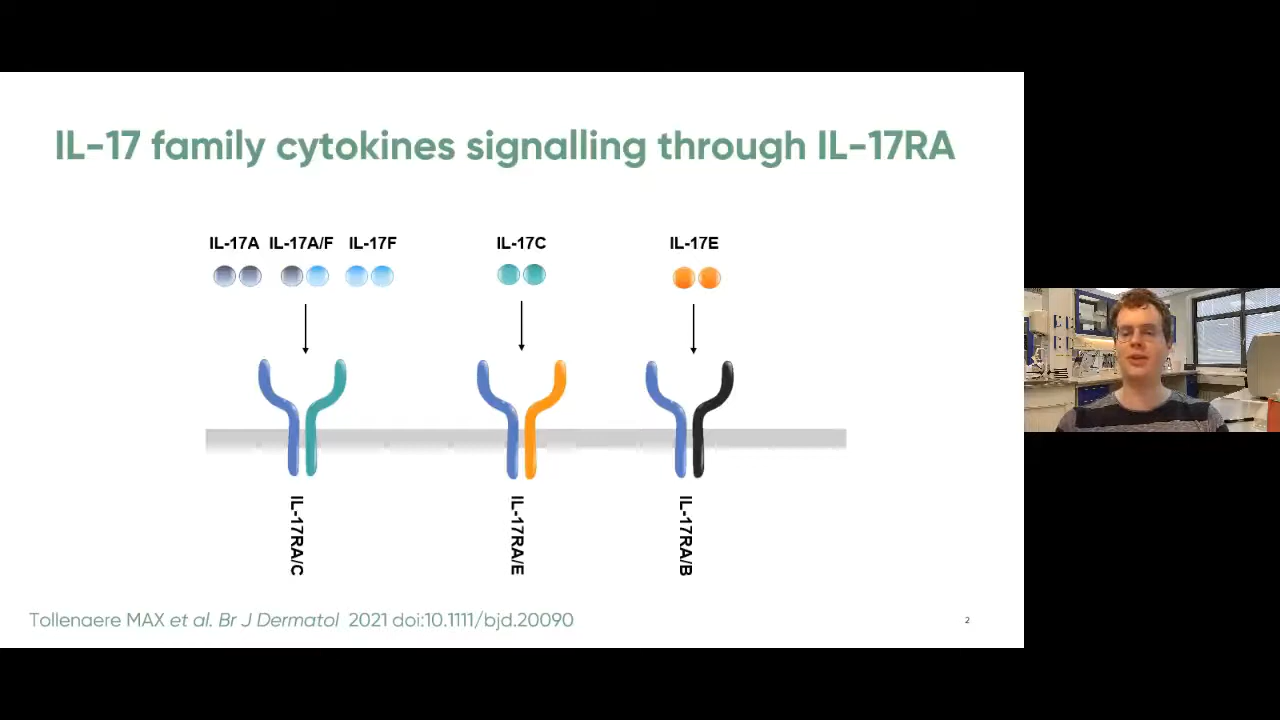 IL-17 family cytokines signalling through IL-17RA
IL-17A IL-17A/F IL-17F IL-17C IL-17E
IL-17RA/C
IL-17RA/E
IL-17RA/B
Tollenaere MAX et al. Br J Dermatol 2021 doi:10.1111/bjd.20090
2